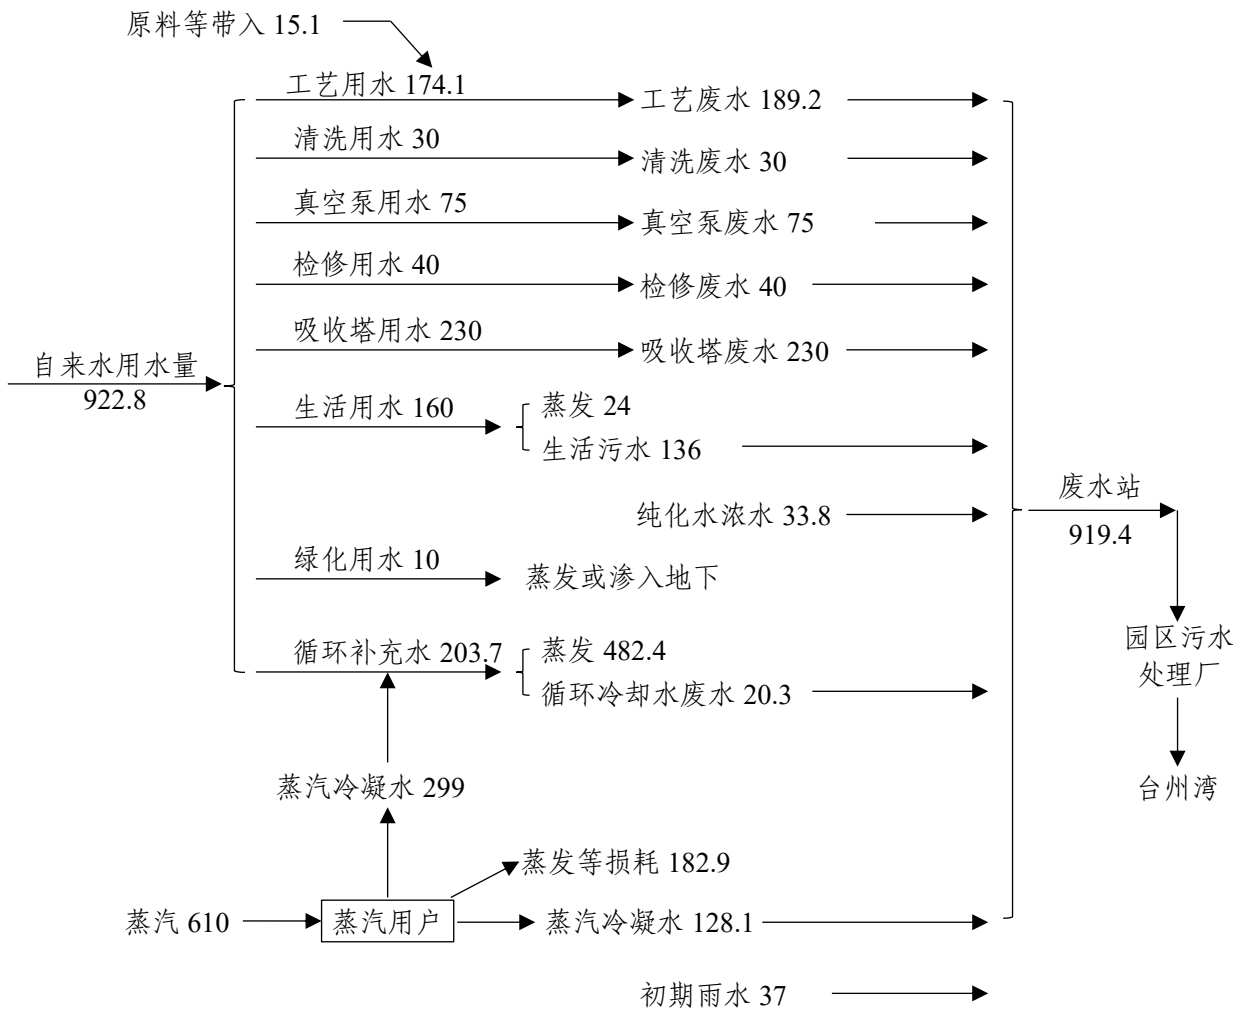 原料等带入 15.1
工艺用水 174.1
工艺废水 189.2
清洗用水 30
清洗废水 30
真空泵用水 75
真空泵废水 75
检修用水 40
检修废水 40
吸收塔用水 230
吸收塔废水 230
自来水用水量
922.8
生活用水 160
蒸发 24
生活污水 136
纯化水浓水 33.8
废水站
919.4
绿化用水 10
蒸发或渗入地下
循环补充水 203.7
蒸发 482.4
循环冷却水废水 20.3
园区污水
处理厂
台州湾
蒸汽冷凝水 299
蒸发等损耗 182.9
蒸汽 610
蒸汽用户
蒸汽冷凝水 128.1
初期雨水 37